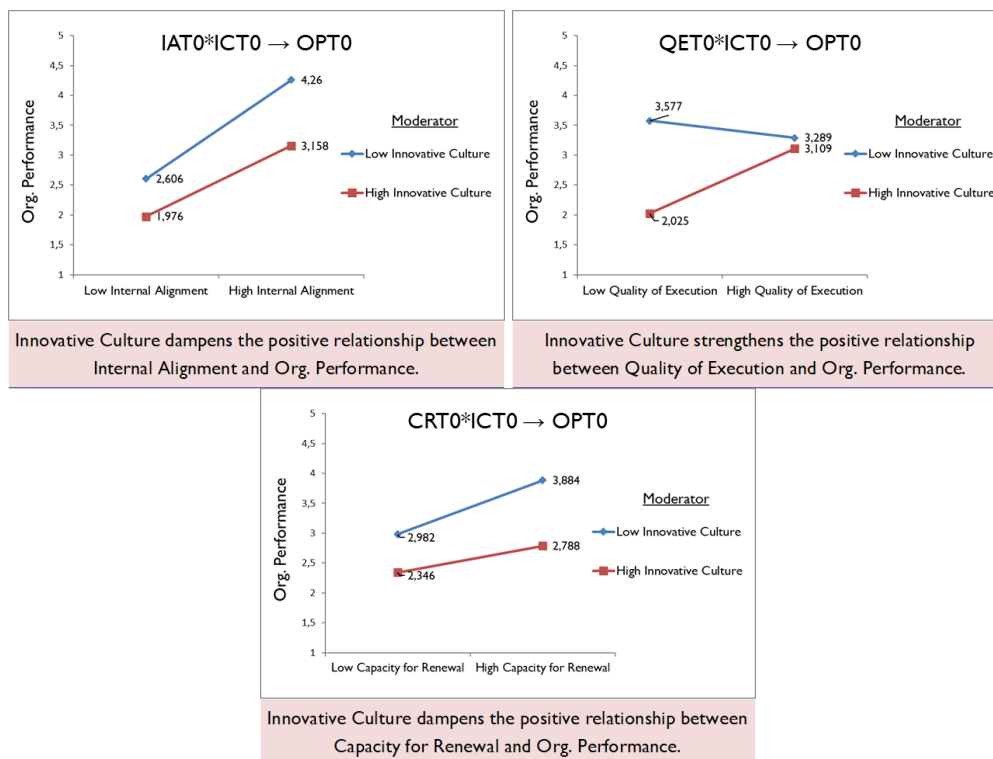 IAT0*ICT0 → OPT0
5
4,5
4
3,5
3
2,5
2
1,5
1
Org. Performance
4,26
3,158
2,606
1,976
Moderator
Low Innovative Culture
High Innovative Culture
Low Internal Alignment High Internal Alignment
Innovative Culture dampens the positive relationship between
Internal Alignment and Org. Performance.
QET0*ICT0 → OPT0
5
4,5
4
3,5
3
2,5
2
1,5
1
Org. Performance
3,577
3,289
3,109
2,025
Moderator
Low Innovative Culture
High Innovative Culture
Low Quality of Execution High Quality of Execution
Innovative Culture strengthens the positive relationship
between Quality of Execution and Org. Performance.
CRT0*ICT0 → OPT0
5
4,5
4
3,5
3
2,5
2
1,5
1
Org. Performance
3,884
2,982
2,788
2,346
Moderator
Low Innovative Culture
High Innovative Culture
Low Capacity for Renewal High Capacity for Renewal
Innovative Culture dampens the positive relationship between
Capacity for Renewal and Org. Performance.